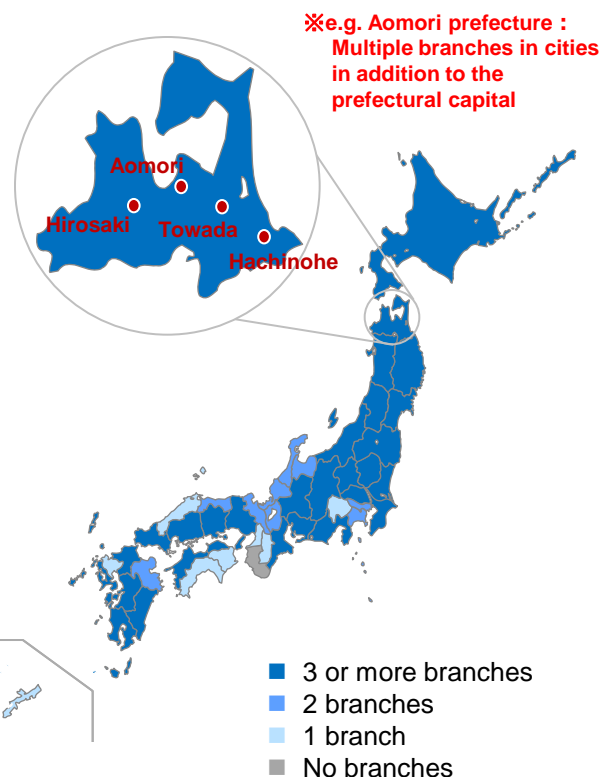 ※e.g. Aomori prefecture：
Multiple branches in cities
in addition to the
prefectural capital
Aomori
Hirosaki
Towada
Hachinohe
■ 3 or more branches
■ 2 branches
■ 1 branch
■ No branches